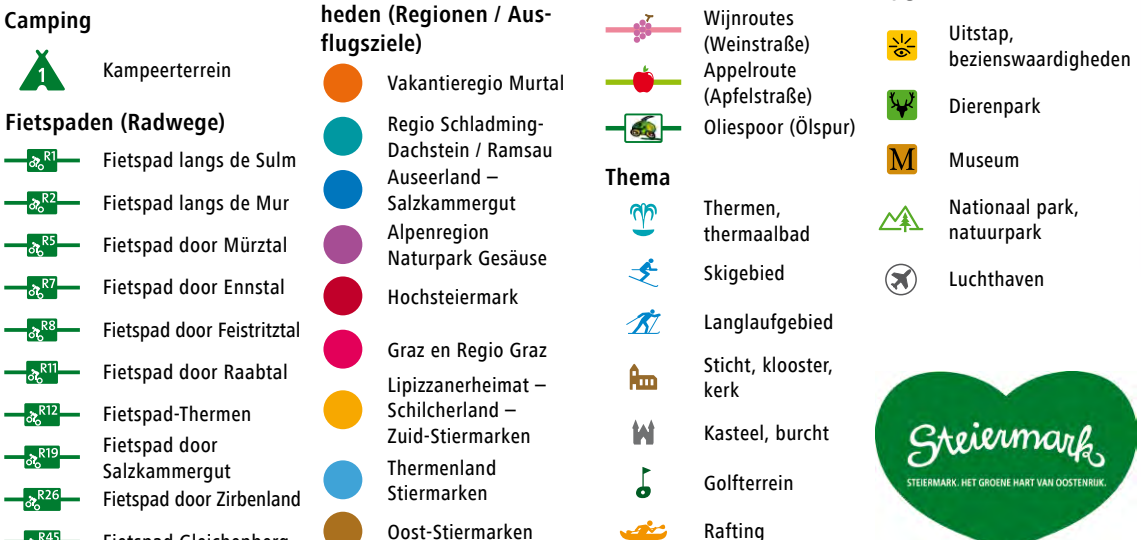 Camping
1
Kampeerterrein
Fietspaden (Radwege)
R1
Fietspad langs de Sulm
R2
Fietspad langs de Mur
R5
Fietspad door Mürztal
R7
Fietspad door Ennstal
R8
Fietspad door Feistritztal
R11
Fietspad door Raabtal
R12
Fietspad-Thermen
R19
Fietspad door
Salzkammergut
R26
Fietspad door Zirbenland
R45
Fietspad Gleichenberg
heden (Regionen / Aus-
flugsziele)
Vakantieregio Murtal
Regio Schladming-
Dachstein / Ramsau
Auseerland –
Salzkammergut
Alpenregion
Naturpark Gesäuse
Hochsteiermark
Graz en Regio Graz
Lipizzanerheimat –
Schilcherland –
Zuid-Stiermarken
Thermenland
Stiermarken
Oost-Stiermarken
Wijnroutes
(Weinstraße)
Appelroute
(Apfelstraße)
Oliespoor (Ölspur)
Thema
Thermen,
thermaalbad
Skigebied
Langlaufgebied
Sticht, klooster,
kerk
Kasteel, burcht
Golfterrein
Rafting
Uitstap,
bezienswaardigheden
Dierenpark
M
Museum
Nationaal park,
natuurpark
Luchthaven
Steiermark
STEIERMARK. HET GROENE HART VAN OOSTENRIJK.